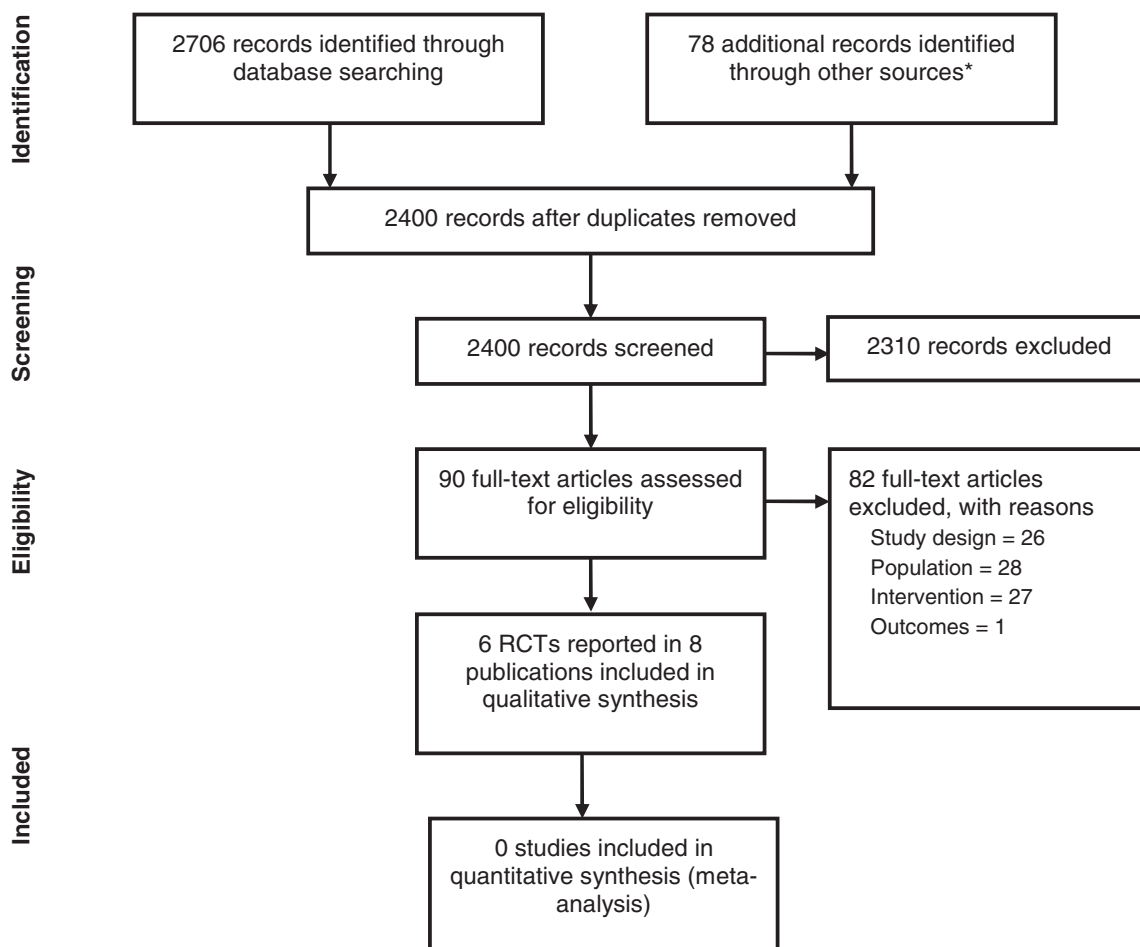 Identification
2706 records identified through
database searching
78 additional records identified
through other sources*
2400 records after duplicates removed
Screening
2400 records screened
2310 records excluded
Eligibility
90 full-text articles assessed
for eligibility
82 full-text articles
excluded, with reasons
Study design = 26
Population = 28
Intervention = 27
Outcomes = 1
6 RCTs reported in 8
publications included in
qualitative synthesis
Included
0 studies included in
quantitative synthesis (meta-
analysis)